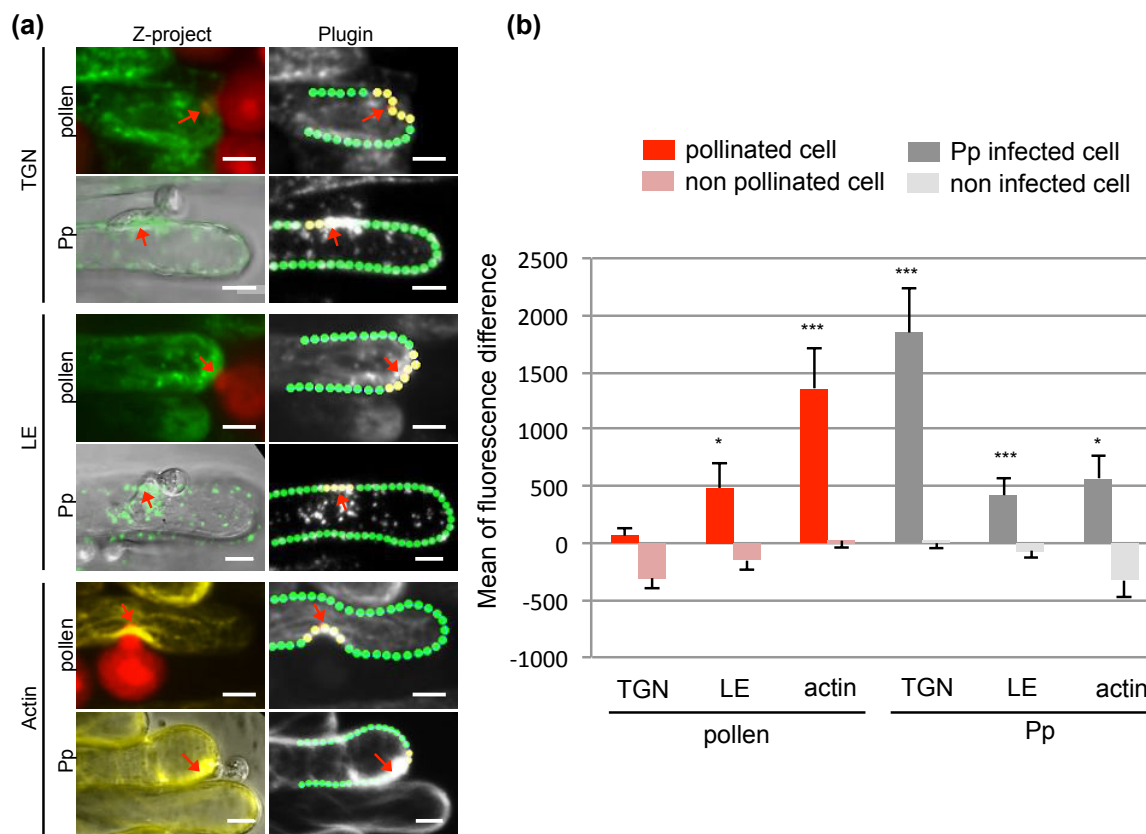 (a)
Z-project
Plugin
TGN
pollen
Pp
LE
pollen
Pp
Actin
pollen
Pp
(b)
pollinated cell
non pollinated cell
Pp infected cell
non infected cell
Mean of fluorescence difference
2500
2000
1500
1000
500
0
-500
-1000
*
***
***
***
*
TGN LE actin TGN LE actin
pollen Pp